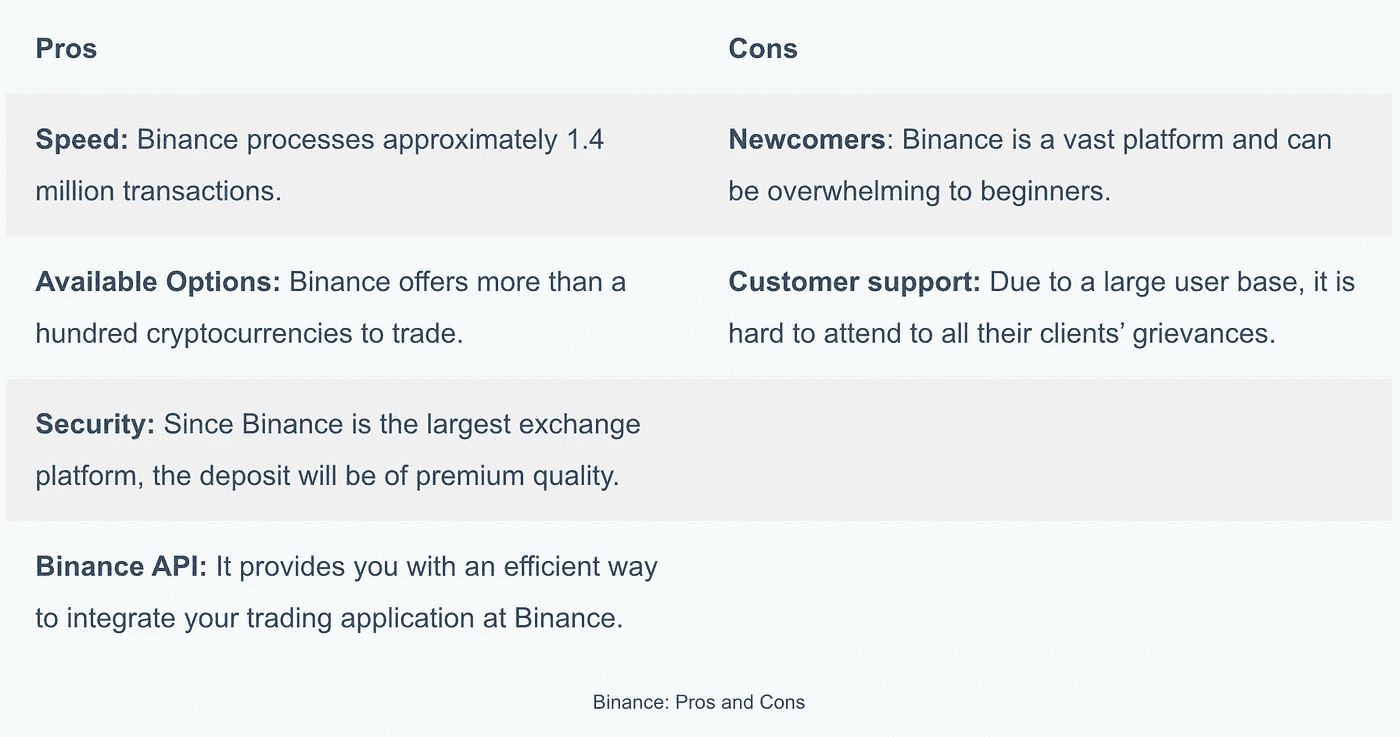 Pros
Cons
Speed: Binance processes approximately 1.4
million transactions.
Newcomers: Binance is a vast platform and can
be overwhelming to beginners.
Available Options: Binance offers more than a
hundred cryptocurrencies to trade.
Customer support: Due to a large user base, it is
hard to attend to all their clients’ grievances.
Security: Since Binance is the largest exchange
platform, the deposit will be of premium quality.
Binance API: It provides you with an efficient way
to integrate your trading application at Binance.
Binance: Pros and Cons